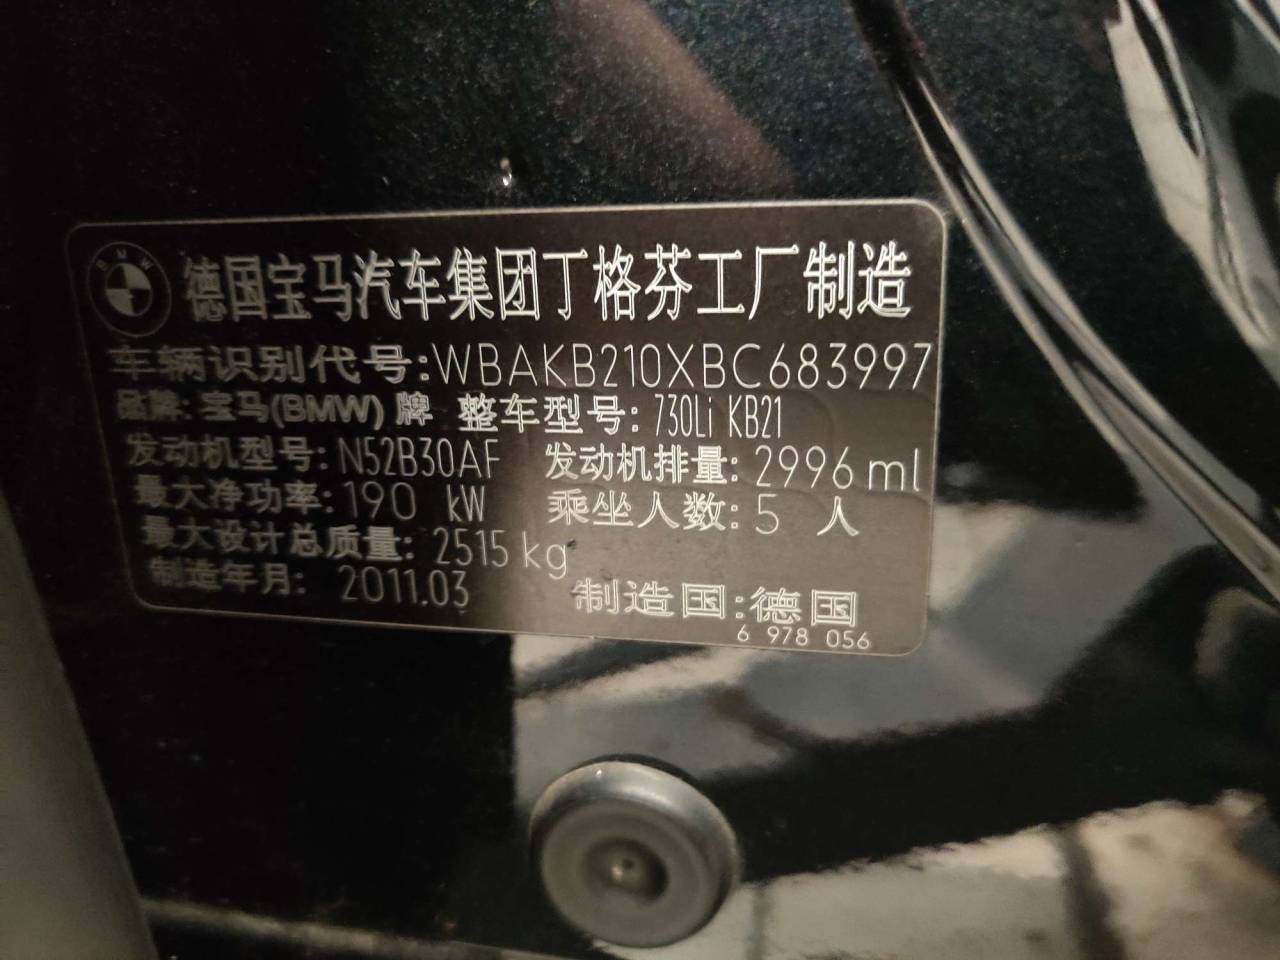 BMW
德国宝马汽车集团丁格芬工厂制造
车辆识别代号:WBAKB210XBC683997
品牌:宝马(BMW)牌 整车型号:730Li KB21
发动机型号:N52B30AF 发动机排量:2996 ml
最大净功率:190 kW 乘坐人数:5 人
最大设计总质量:2515 kg
制造年月:2011.03 制造国:德国
6 978 056